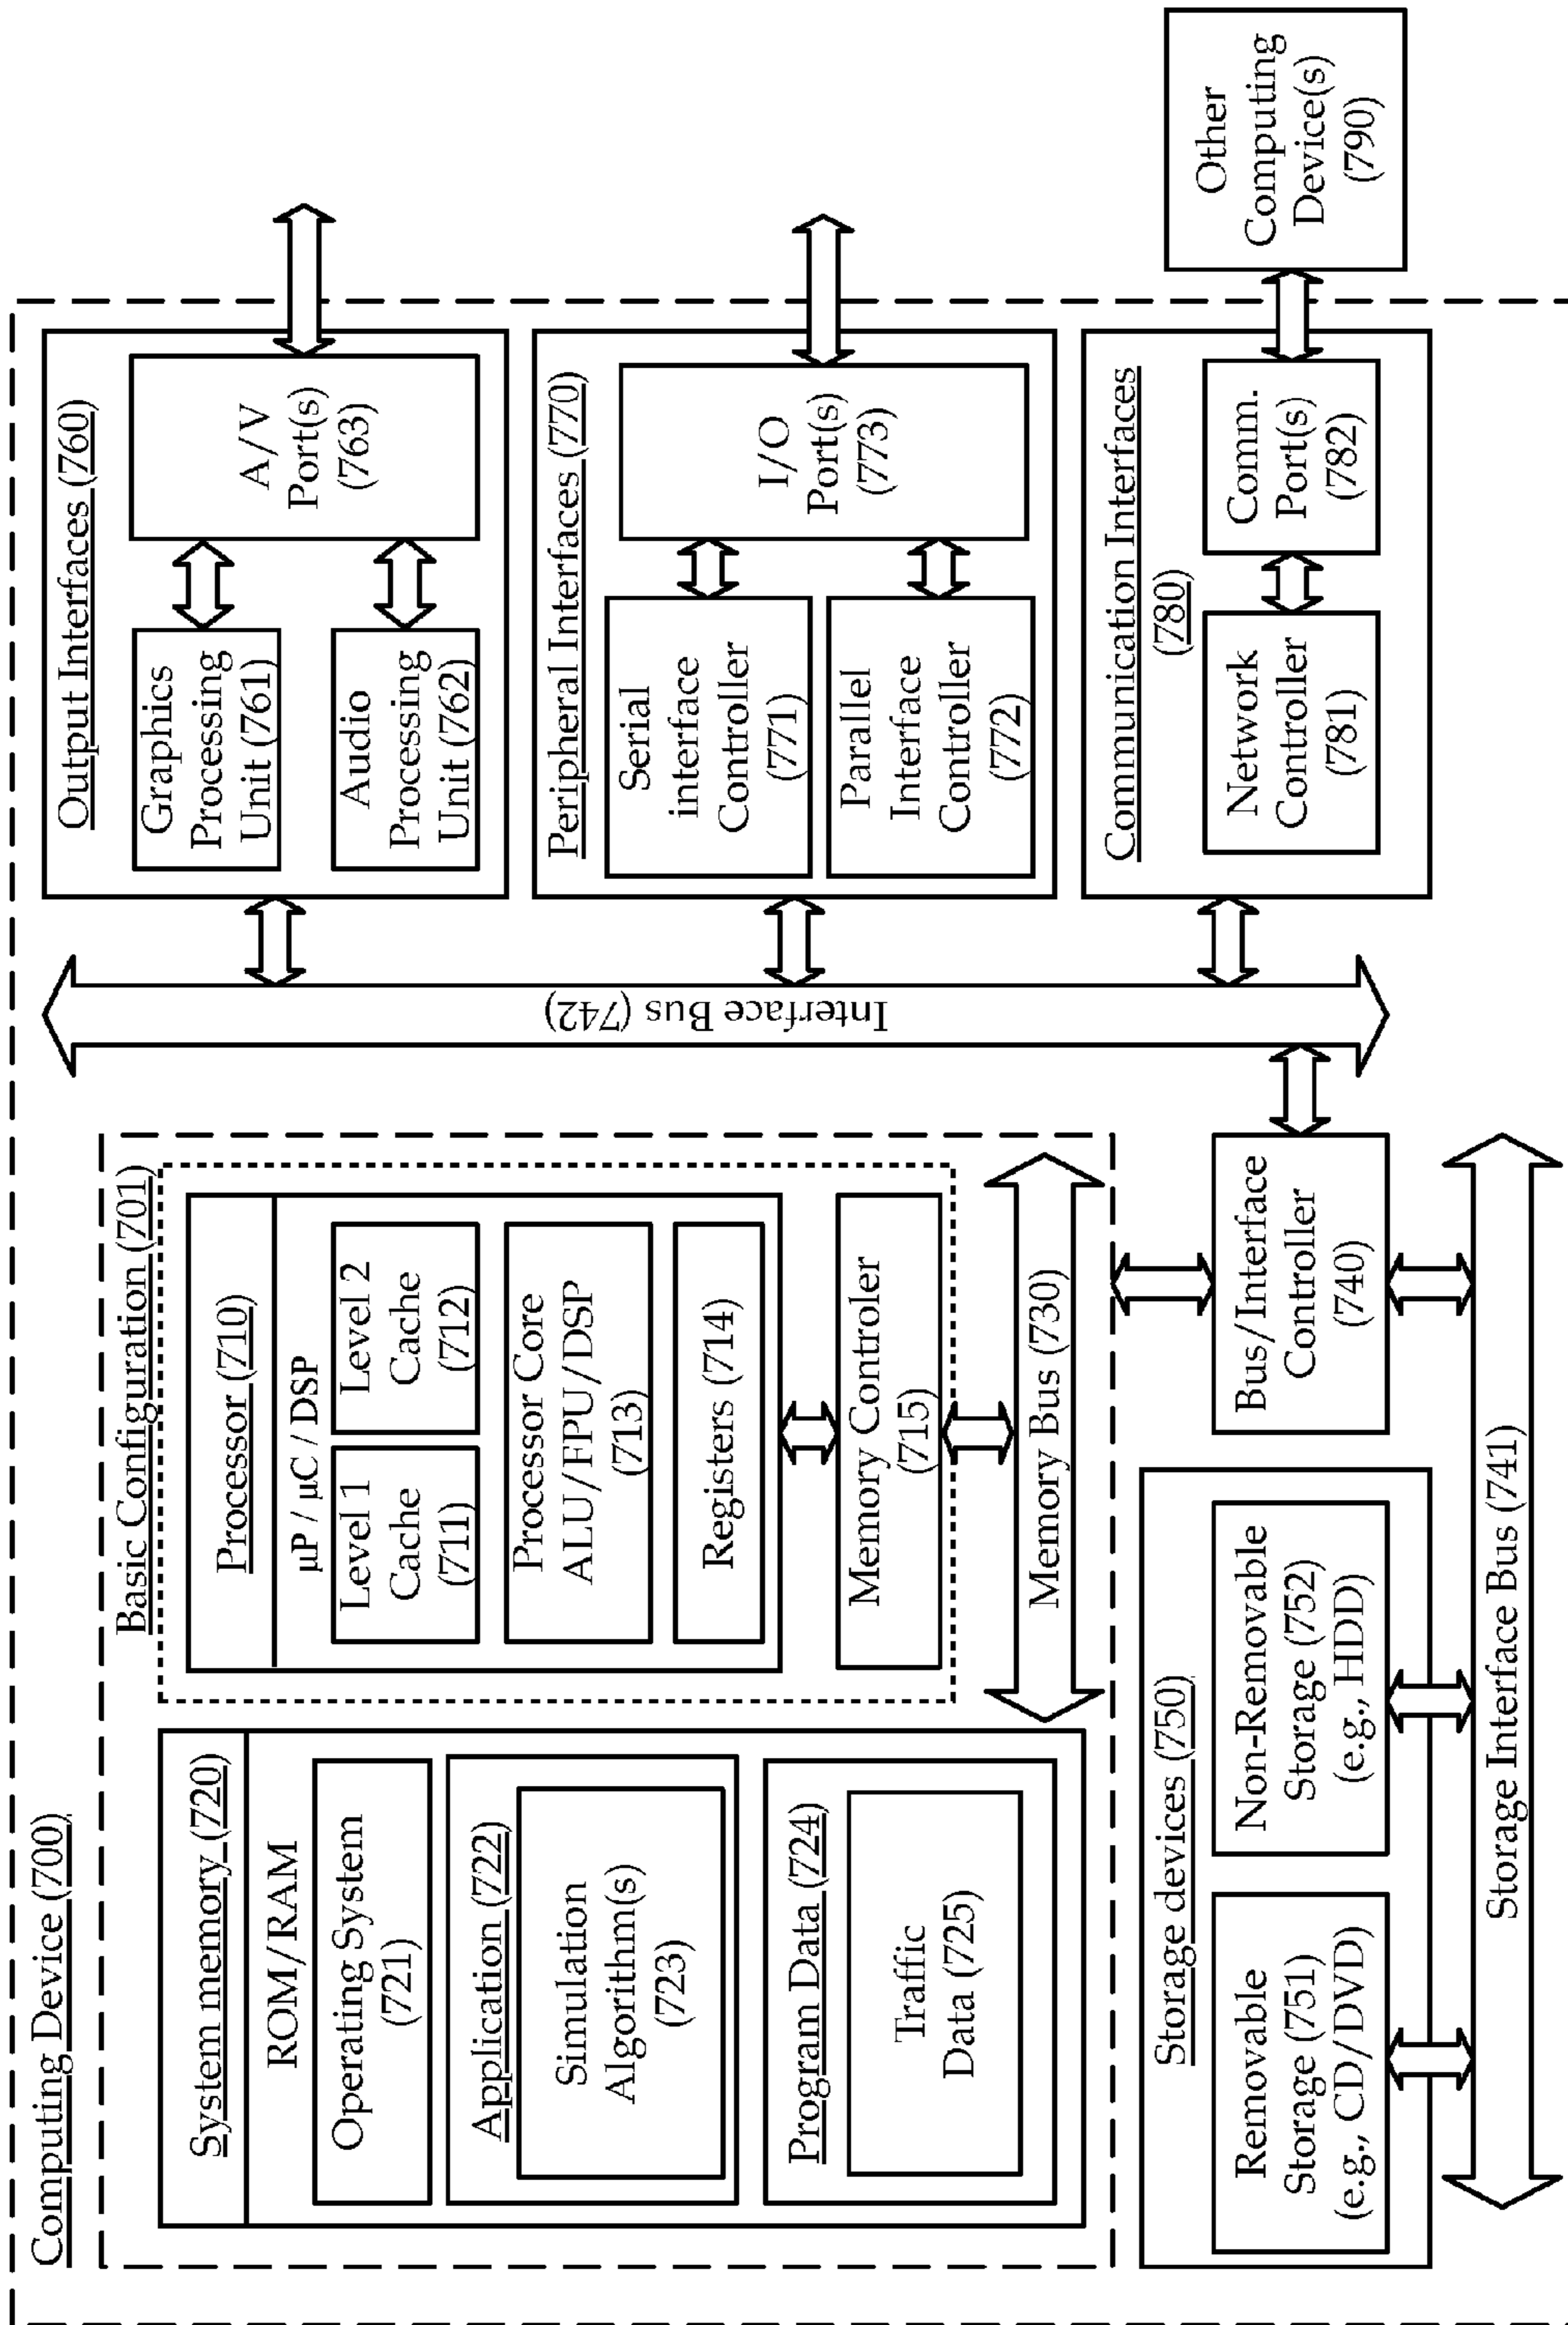 Computing Device (700)
Basic Configuration (701)
System memory (720)
ROM/RAM
Operating System
(721)
Application (722)
Simulation
Algorithm(s)
(723)
Program Data (724)
Traffic
Data (725)
Processor (710)
μP / μC / DSP
Level 1
Cache
(711)
Level 2
Cache
(712)
Processor Core
ALU/FPU/DSP
(713)
Registers (714)
Memory Controler
(715)
Memory Bus (730)
Storage devices (750)
Removable
Storage (751)
(e.g., CD/DVD)
Non-Removable
Storage (752)
(e.g., HDD)
Bus/Interface
Controller
(740)
Storage Interface Bus (741)
Interface Bus (742)
Output Interfaces (760)
Graphics
Processing
Unit (761)
Audio
Processing
Unit (762)
A/V
Port(s)
(763)
Peripheral Interfaces (770)
Serial
interface
Controller
(771)
Parallel
Interface
Controller
(772)
I/O
Port(s)
(773)
Communication Interfaces
(780)
Network
Controller
(781)
Comm.
Port(s)
(782)
Other
Computing
Device(s)
(790)